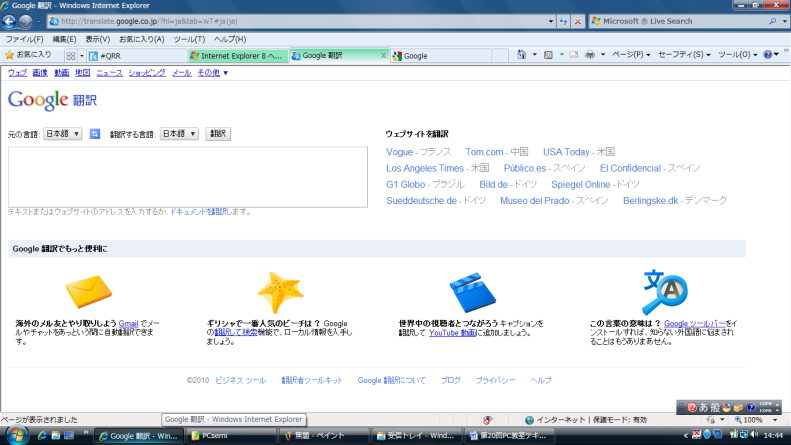 Google 翻訳 - Windows Internet Explorer
http://translate.google.co.jp/?hl=ja&tab=wT#ja|ja|
Microsoft ® Live Search
ファイル(F) 編集(E) 表示(V) お気に入り(A) ツール(T) ヘルプ(H)
お気に入り #QRR Internet Explorer 8 へ... Google 翻訳 Google ページ(P) セーフティ(S) ツール(O)
ウェブ 画像 動画 地図 ニュース ショッピング メール その他 ▼
Google 翻訳
元の言語: 日本語 翻訳する言語: 日本語 翻訳
ウェブサイトを翻訳
Vogue - フランス Tom.com - 中国 USA Today - 米国
Los Angeles Times - 米国 Público.es - スペイン El Confidencial - スペイン
G1 Globo - ブラジル Bild.de - ドイツ Spiegel Online - ドイツ
Sueddeutsche.de - ドイツ Museo del Prado - スペイン Berlingske.dk - デンマーク
テキストまたはウェブサイトのアドレスを入力するか、ドキュメントを翻訳します。
Google 翻訳でもっと便利に
海外のメル友とやり取りしよう Gmail でメ
ールやチャットをあっという間に自動翻訳できま
す。
ギリシャで一番人気のビーチは？ Google
の翻訳して検索機能で、ローカル情報を入手し
ましょう。
世界中の視聴者とつながろう キャプションを
翻訳して YouTube 動画に追加しましょう。
この言葉の意味は？ Google ツールバーをイ
ンストールすれば、知らない外国語に悩まされ
ることはもうありません。
©2010 ビジネス ツール 翻訳者ツールキット Google 翻訳について ブログ プライバシー ヘルプ
あ 般 CAPS KANA
ページが表示されました
Google 翻訳 - Windows Internet Explorer
インターネット | 保護モード: 有効 100%
Google 翻訳 - Win... PCsemi 無題 - ペイント 受信トレイ - Wind... 第20回PC教室テキ... 14:44